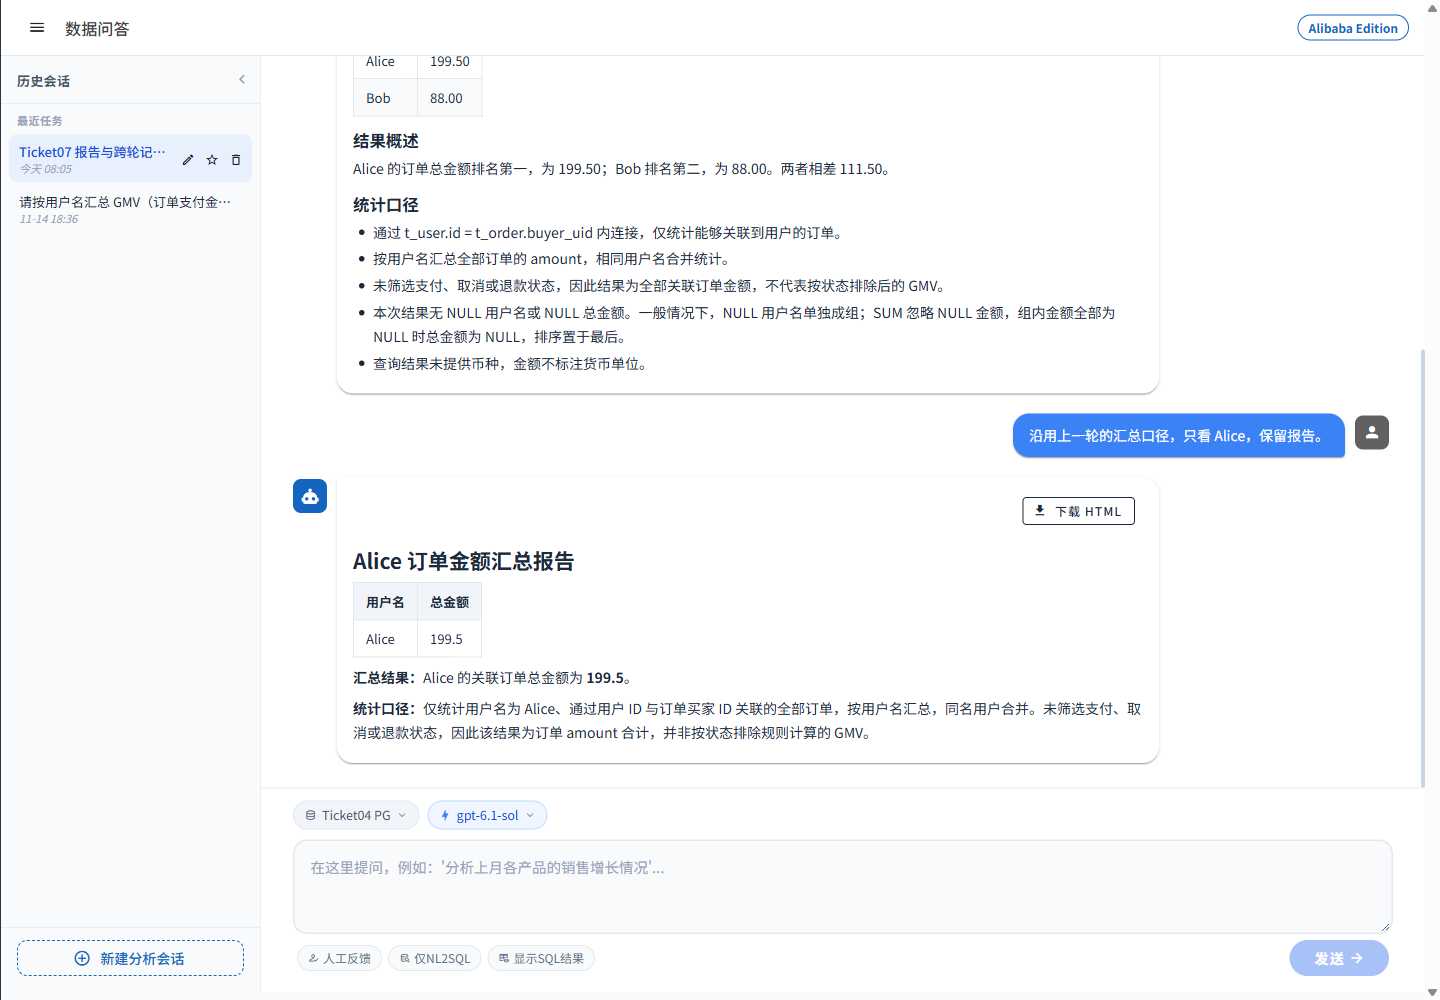 数据问答
Alibaba Edition
历史会话
最近任务
Ticket07 报告与跨轮记…
今天 08:05
请按用户名汇总 GMV（订单支付金…
11-14 18:36
新建分析会话
Alice 199.50
Bob 88.00
结果概述
Alice 的订单总金额排名第一，为 199.50；Bob 排名第二，为 88.00。两者相差 111.50。
统计口径
通过 t_user.id = t_order.buyer_uid 内连接，仅统计能够关联到用户的订单。
按用户名汇总全部订单的 amount，相同用户名合并统计。
未筛选支付、取消或退款状态，因此结果为全部关联订单金额，不代表按状态排除后的 GMV。
本次结果无 NULL 用户名或 NULL 总金额。一般情况下，NULL 用户名单独成组；SUM 忽略 NULL 金额，组内金额全部为
NULL 时总金额为 NULL，排序置于最后。
查询结果未提供币种，金额不标注货币单位。
沿用上一轮的汇总口径，只看 Alice，保留报告。
下载 HTML
Alice 订单金额汇总报告
用户名 总金额
Alice 199.5
汇总结果：Alice 的关联订单总金额为 199.5。
统计口径：仅统计用户名为 Alice、通过用户 ID 与订单买家 ID 关联的全部订单，按用户名汇总，同名用户合并。未筛选支付、取
消或退款状态，因此该结果为订单 amount 合计，并非按状态排除规则计算的 GMV。
Ticket04 PG
gpt-6.1-sol
在这里提问，例如：'分析上月各产品的销售增长情况'...
人工反馈
仅NL2SQL
显示SQL结果
发送